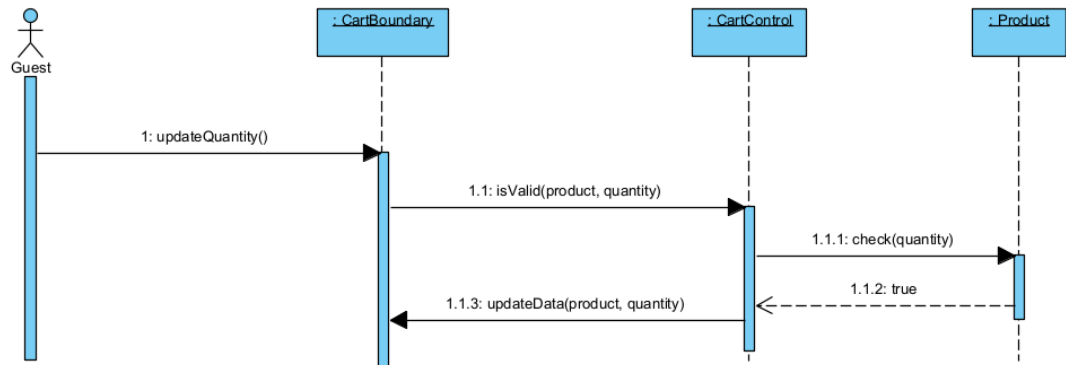 : CartBoundary
: CartControl
: Product
Guest
1: updateQuantity()
1.1: isValid(product, quantity)
1.1.1: check(quantity)
1.1.2: true
1.1.3: updateData(product, quantity)